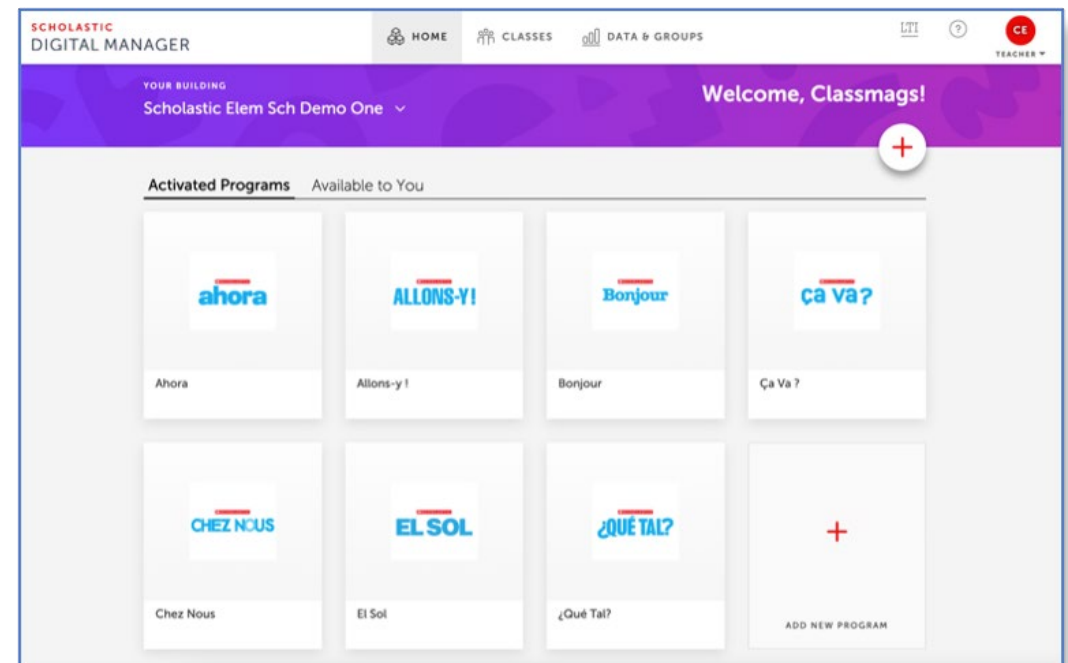 SCHOLASTIC
DIGITAL MANAGER
HOME
CLASSES
DATA & GROUPS
LTI
?
CE
TEACHER
YOUR BUILDING
Scholastic Elem Sch Demo One
Welcome, Classmags!
+
Activated Programs
Available to You
ahora
ALLONS-Y!
Bonjour
ça va?
Ahora
Allons-y !
Bonjour
Ça Va ?
CHEZ NOUS
EL SOL
¿QUÉ TAL?
+
Chez Nous
El Sol
¿Qué Tal?
ADD NEW PROGRAM